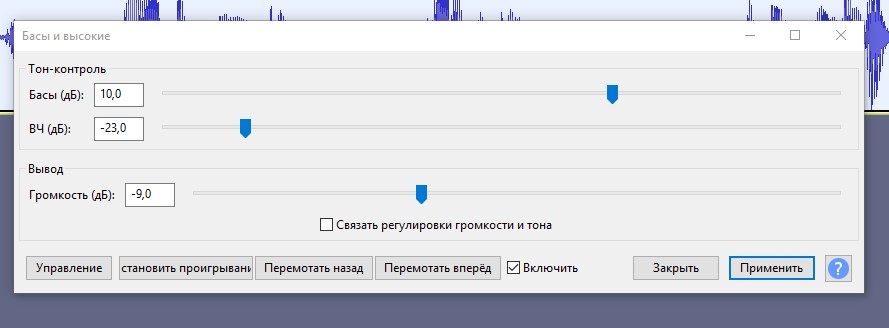 Басы и высокие
Тон-контроль
Басы (дБ): 10,0
ВЧ (дБ): -23,0
Вывод
Громкость (дБ): -9,0
Связать регулировки громкости и тона
Управление становить проигрывани Перемотать назад Перемотать вперёд Включить Закрыть Применить ?